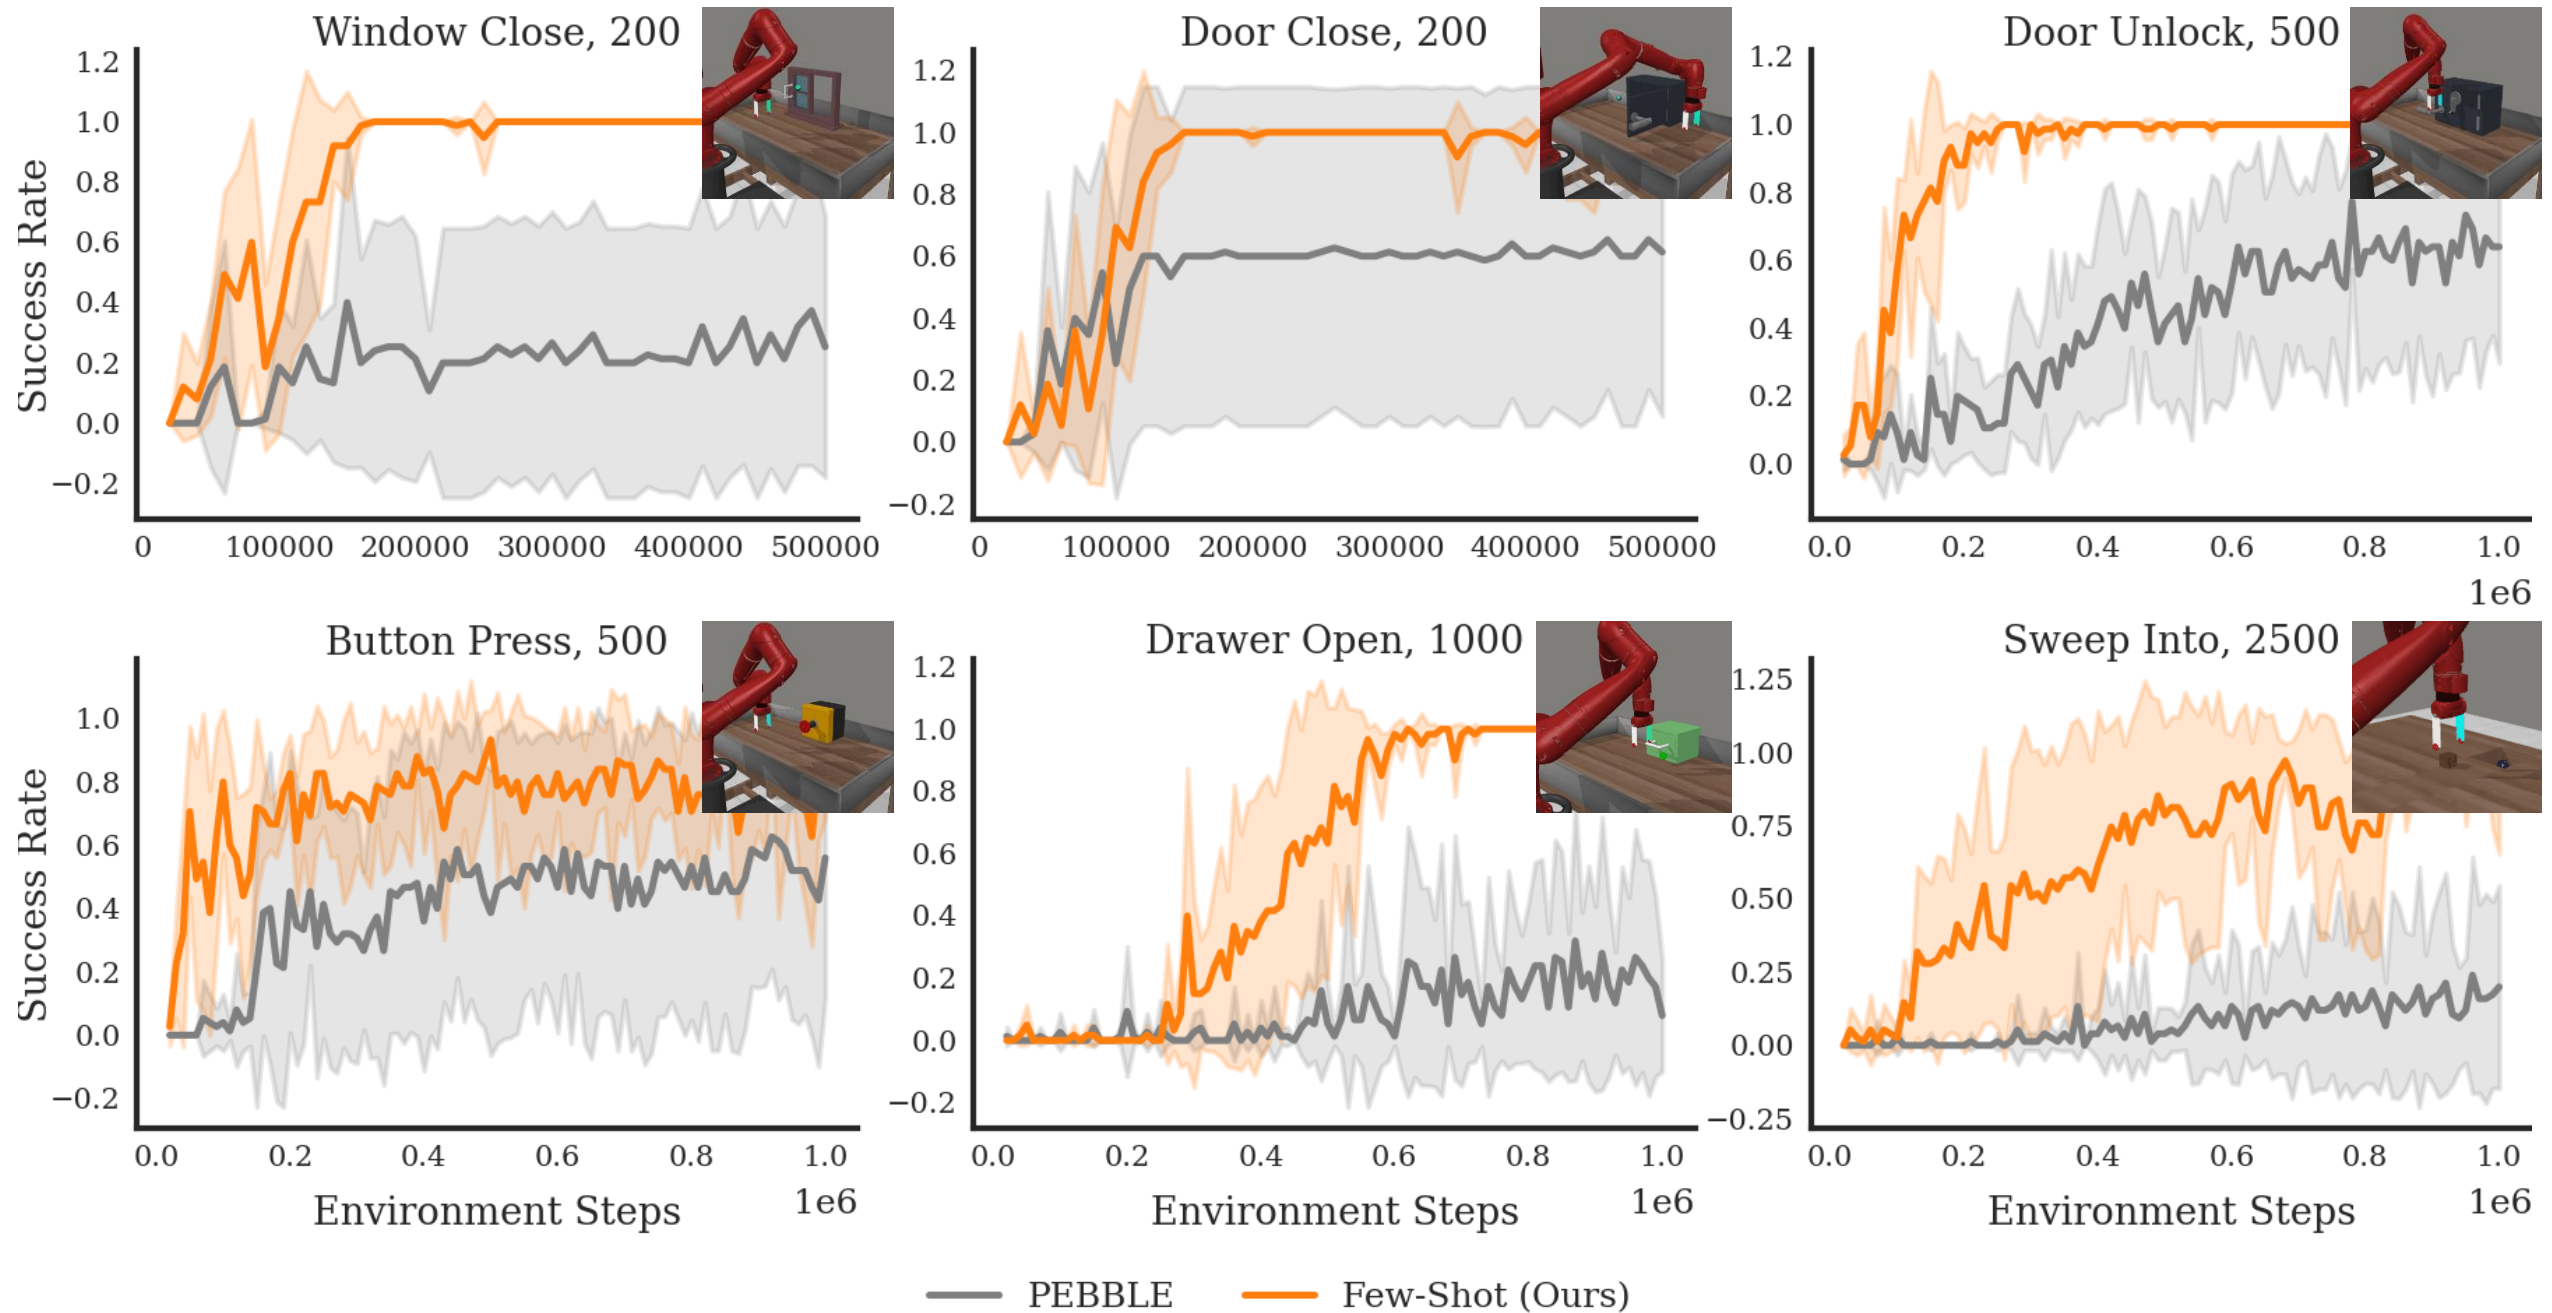 Window Close, 200
Door Close, 200
Door Unlock, 500
Success Rate
1.2
1.0
0.8
0.6
0.4
0.2
0.0
−0.2
0 100000 200000 300000 400000 500000
1.2
1.0
0.8
0.6
0.4
0.2
0.0
−0.2
0 100000 200000 300000 400000 500000
1.2
1.0
0.8
0.6
0.4
0.2
0.0
0.0 0.2 0.4 0.6 0.8 1.0
1e6
Button Press, 500
Drawer Open, 1000
Sweep Into, 2500
Success Rate
1.0
0.8
0.6
0.4
0.2
0.0
−0.2
0.0 0.2 0.4 0.6 0.8 1.0
1e6
Environment Steps
1.2
1.0
0.8
0.6
0.4
0.2
0.0
−0.2
0.0 0.2 0.4 0.6 0.8 1.0
1e6
Environment Steps
1.25
1.00
0.75
0.50
0.25
0.00
−0.25
0.0 0.2 0.4 0.6 0.8 1.0
1e6
Environment Steps
PEBBLE
Few-Shot (Ours)